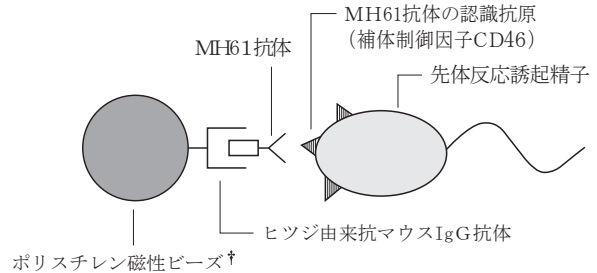 MH61抗体の認識抗原
（補体制御因子CD46）
MH61抗体
先体反応誘起精子
ヒツジ由来抗マウスIgG抗体
ポリスチレン磁性ビーズ†